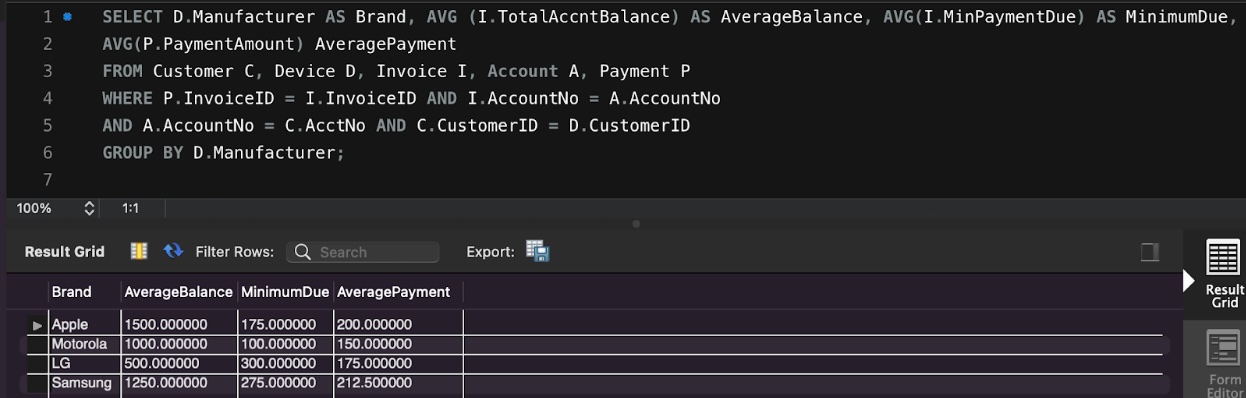 1 SELECT D.Manufacturer AS Brand, AVG (I.TotalAccntBalance) AS AverageBalance, AVG(I.MinPaymentDue) AS MinimumDue,
2 AVG(P.PaymentAmount) AveragePayment
3 FROM Customer C, Device D, Invoice I, Account A, Payment P
4 WHERE P.InvoiceID = I.InvoiceID AND I.AccountNo = A.AccountNo
5 AND A.AccountNo = C.AcctNo AND C.CustomerID = D.CustomerID
6 GROUP BY D.Manufacturer;
7
100% 1:1
Result Grid Filter Rows: Search Export:
Brand AverageBalance MinimumDue AveragePayment
Apple 1500.000000 175.000000 200.000000
Motorola 1000.000000 100.000000 150.000000
LG 500.000000 300.000000 175.000000
Samsung 1250.000000 275.000000 212.500000
Result
Grid
Form
Editor